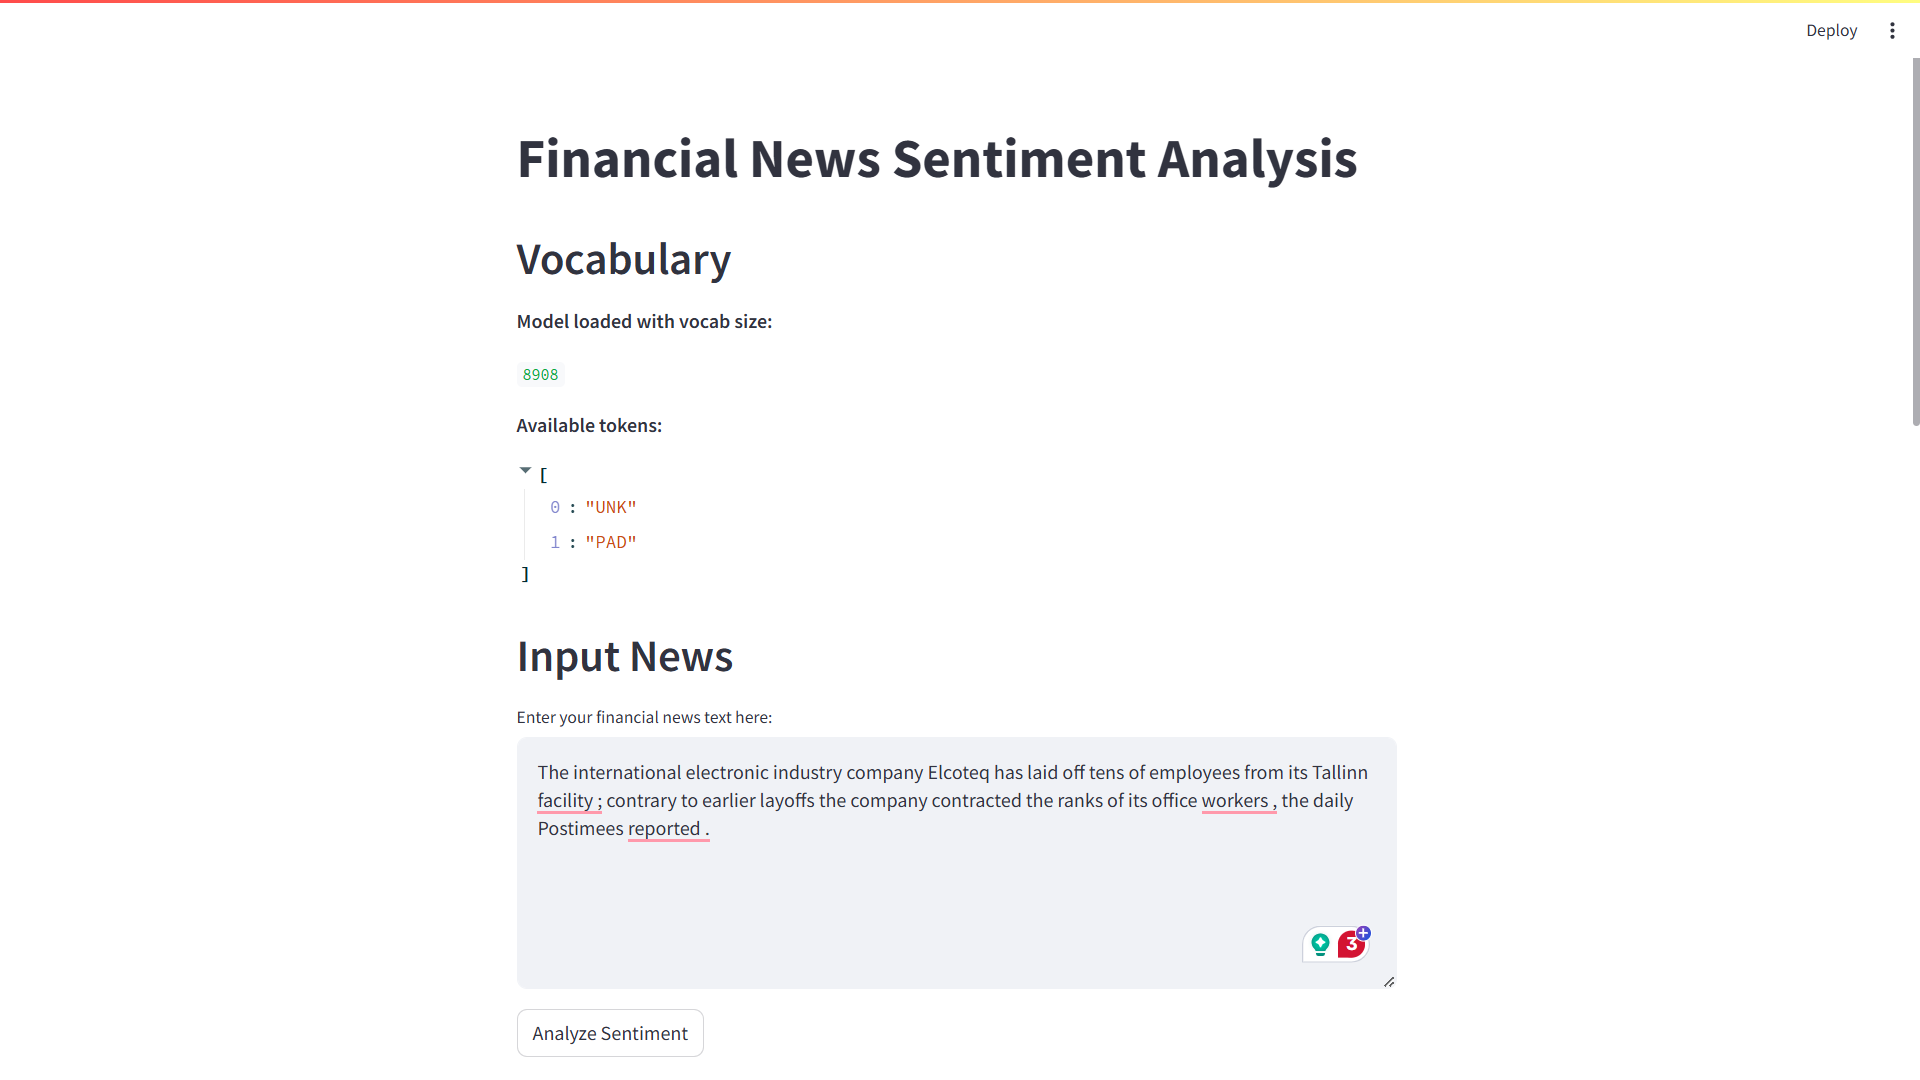 Deploy
Financial News Sentiment Analysis
Vocabulary
Model loaded with vocab size:
8908
Available tokens:
[
0 : "UNK"
1 : "PAD"
]
Input News
Enter your financial news text here:
The international electronic industry company Elcoteq has laid off tens of employees from its Tallinn
facility ; contrary to earlier layoffs the company contracted the ranks of its office workers , the daily
Postimees reported .
3
Analyze Sentiment